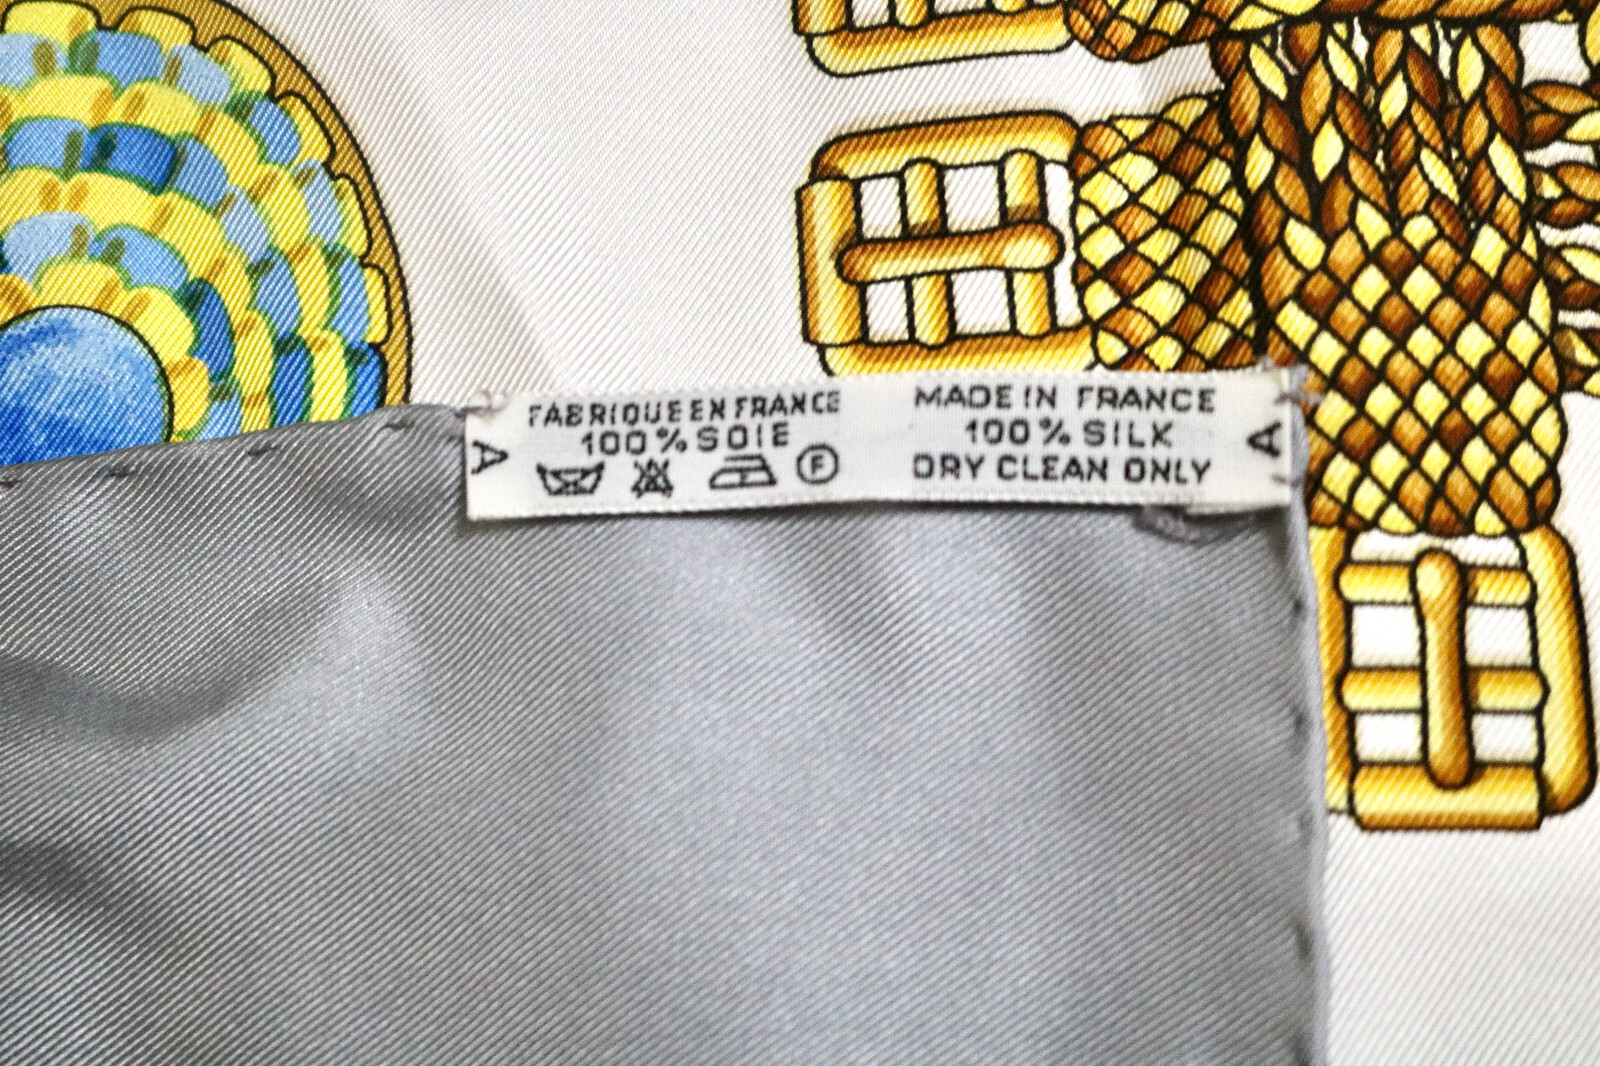 FABRIQUE EN FRANCE
100 % SOIE
F
A
MADE IN FRANCE
100 % SILK
DRY CLEAN ONLY
A